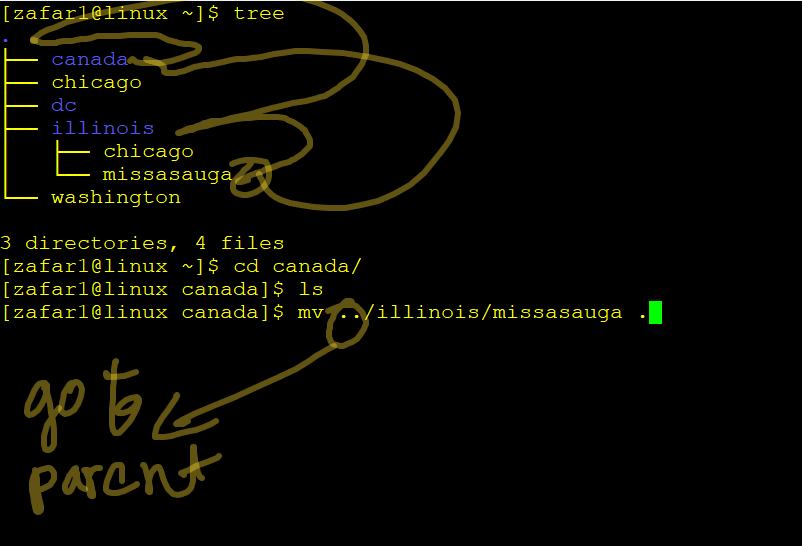 [zafar1@linux ~]$ tree
.
├── canada
├── chicago
├── dc
├── illinois
│   ├── chicago
│   └── missasauga
└── washington
3 directories, 4 files
[zafar1@linux ~]$ cd canada/
[zafar1@linux canada]$ ls
[zafar1@linux canada]$ mv ../illinois/missasauga .
go to
parent